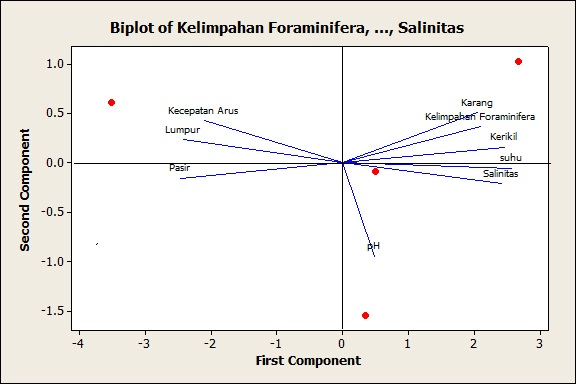 Biplot of Kelimpahan Foraminifera, ..., Salinitas
Second Component
1.0
0.5
0.0
-0.5
-1.0
-1.5
Karang
Kecepatan Arus
Kelimpahan Foraminifera
Lumpur
Kerikil
suhu
Pasir
Salinitas
pH
-4 -3 -2 -1 0 1 2 3
First Component